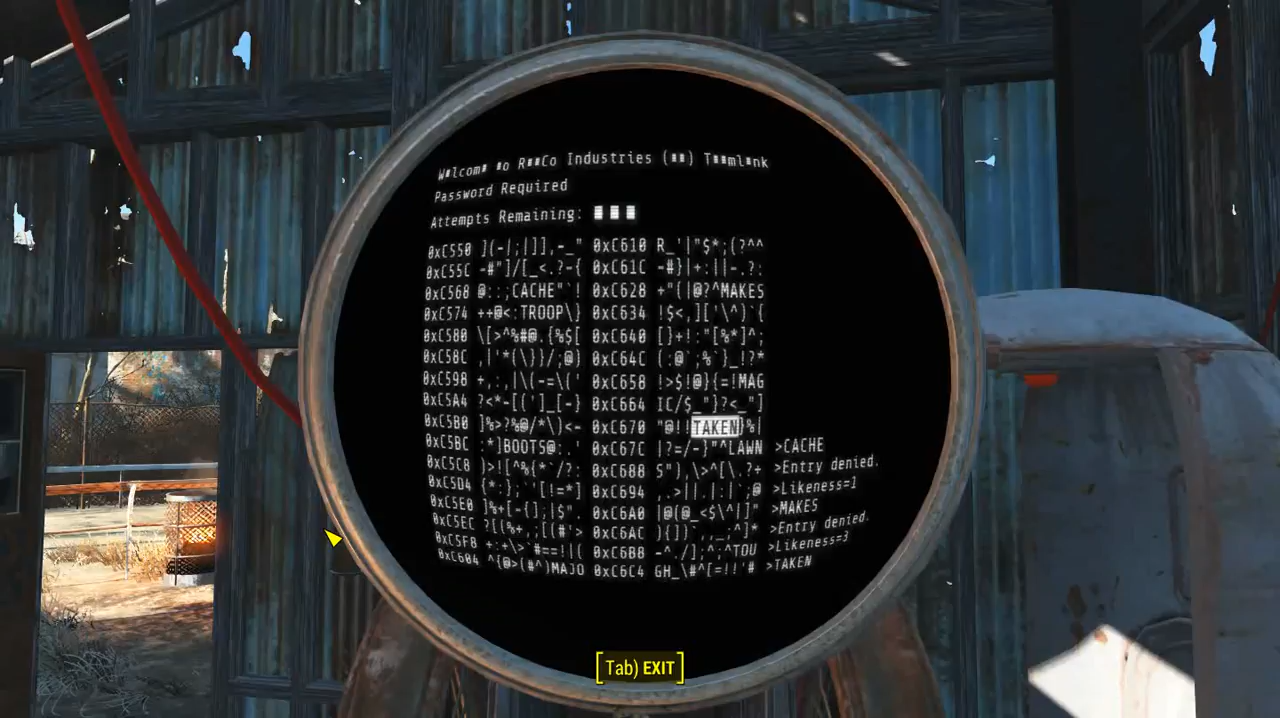 W■lcom■ ■o R■■Co Industries (■■) T■■ml■nk
Password Required
Attempts Remaining: ■ ■ ■
0xC550 ](-[;|]],-_" 0xC610 R_'|"$*;(?^^
0xC55C -#"]/[_<.?-{ 0xC61C -#}|+:||-.?:
0xC568 @::;CACHE"`! 0xC628 +"{|@?^MAKES
0xC574 ++@<:TROOP\} 0xC634 !$<,][`\^)`{
0xC580 \[>^%#@.{%$[ 0xC640 []}+!:"[%*]^;
0xC58C ,|'*(\))/;@) 0xC64C (:@`;%`}_!?*
0xC598 +,:,|\(-=\(' 0xC658 !>$!@}{=!MAG
0xC5A4 ?<*-[(']_[-} 0xC664 IC/$_"}?<_"]
0xC5B0 ]%>?%@/*\)<- 0xC670 "@!!TAKEN}%|
0xC5BC :*]BOOTS@:.' 0xC67C |?=/-}"^LAWN >CACHE
0xC5C8 )>![^%{*`/?: 0xC688 S"),\>^[\.?+ >Entry denied.
0xC5D4 {*:};`'[!=*] 0xC694 ,.>||.|:|`;@ >Likeness=1
0xC5E0 ]%+[-{];|$". 0xC6A0 |@(@_<$\^|]" >MAKES
0xC5EC ?[(%+,;[(#'> 0xC6AC ){])`,,_;^]* >Entry denied.
0xC5F8 +:+\>`#==!|( 0xC6B8 -^./];^;^TOU >Likeness=3
0xC604 ^{@>(#^)MAJO 0xC6C4 GH_\#^[=!!'# >TAKEN
[Tab) EXIT]